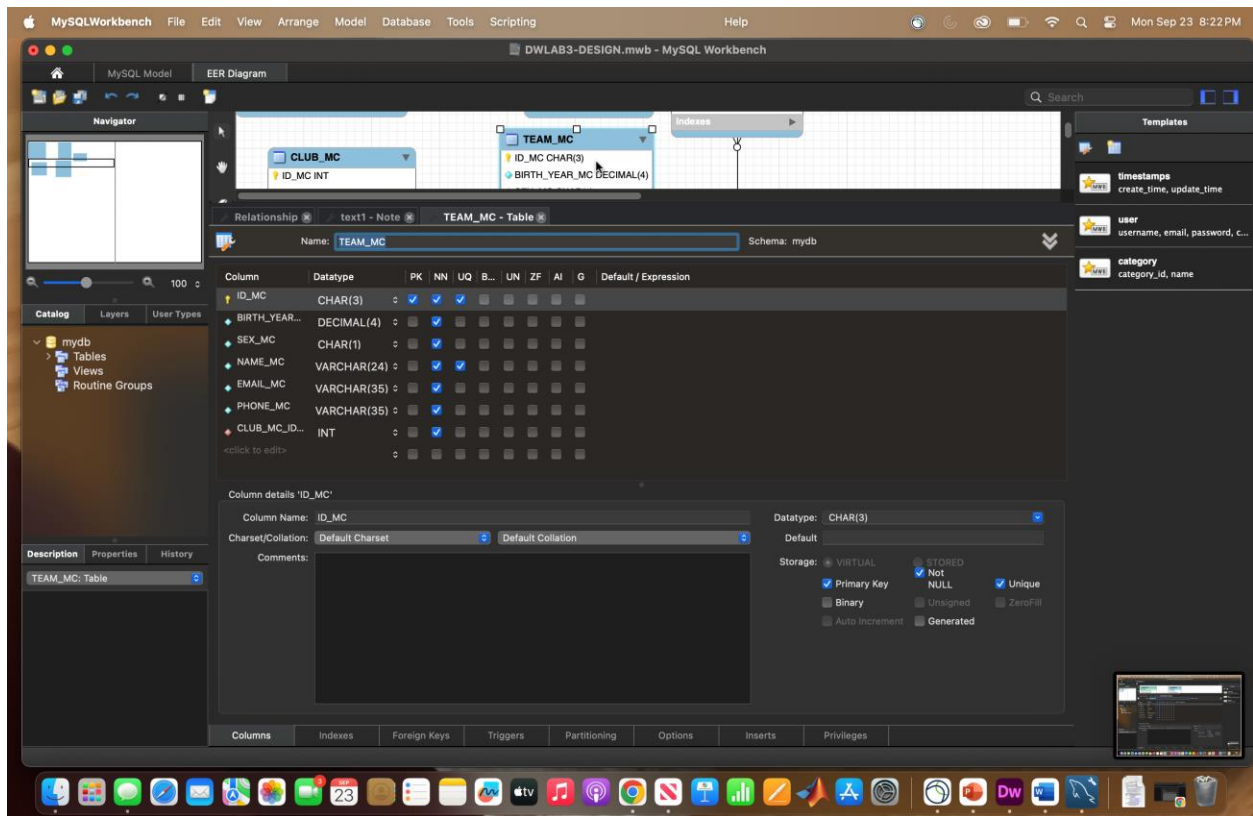 MySQLWorkbench File Edit View Arrange Model Database Tools Scripting Help Mon Sep 23 8:22 PM
DWLAB3-DESIGN.mwb - MySQL Workbench
MySQL Model EER Diagram
Search
Navigator
Templates
Indexes
TEAM_MC
ID_MC CHAR(3)
BIRTH_YEAR_MC DECIMAL(4)
CLUB_MC
ID_MC INT
timestamps
create_time, update_time
user
username, email, password, c...
category
category_id, name
Relationship text1 - Note TEAM_MC - Table
Name: TEAM_MC Schema: mydb
100
Catalog Layers User Types
mydb
Tables
Views
Routine Groups
Column Datatype PK NN UQ B... UN ZF AI G Default / Expression
ID_MC CHAR(3)
BIRTH_YEAR... DECIMAL(4)
SEX_MC CHAR(1)
NAME_MC VARCHAR(24)
EMAIL_MC VARCHAR(35)
PHONE_MC VARCHAR(35)
CLUB_MC_ID... INT
<click to edit>
Column details 'ID_MC'
Column Name: ID_MC Datatype: CHAR(3)
Charset/Collation: Default Charset Default Collation Default
Comments: Storage: VIRTUAL STORED
Primary Key Not NULL Unique
Binary Unsigned ZeroFill
Auto Increment Generated
Description Properties History
TEAM_MC: Table
Columns Indexes Foreign Keys Triggers Partitioning Options Inserts Privileges
SEP
23
tv
Dw